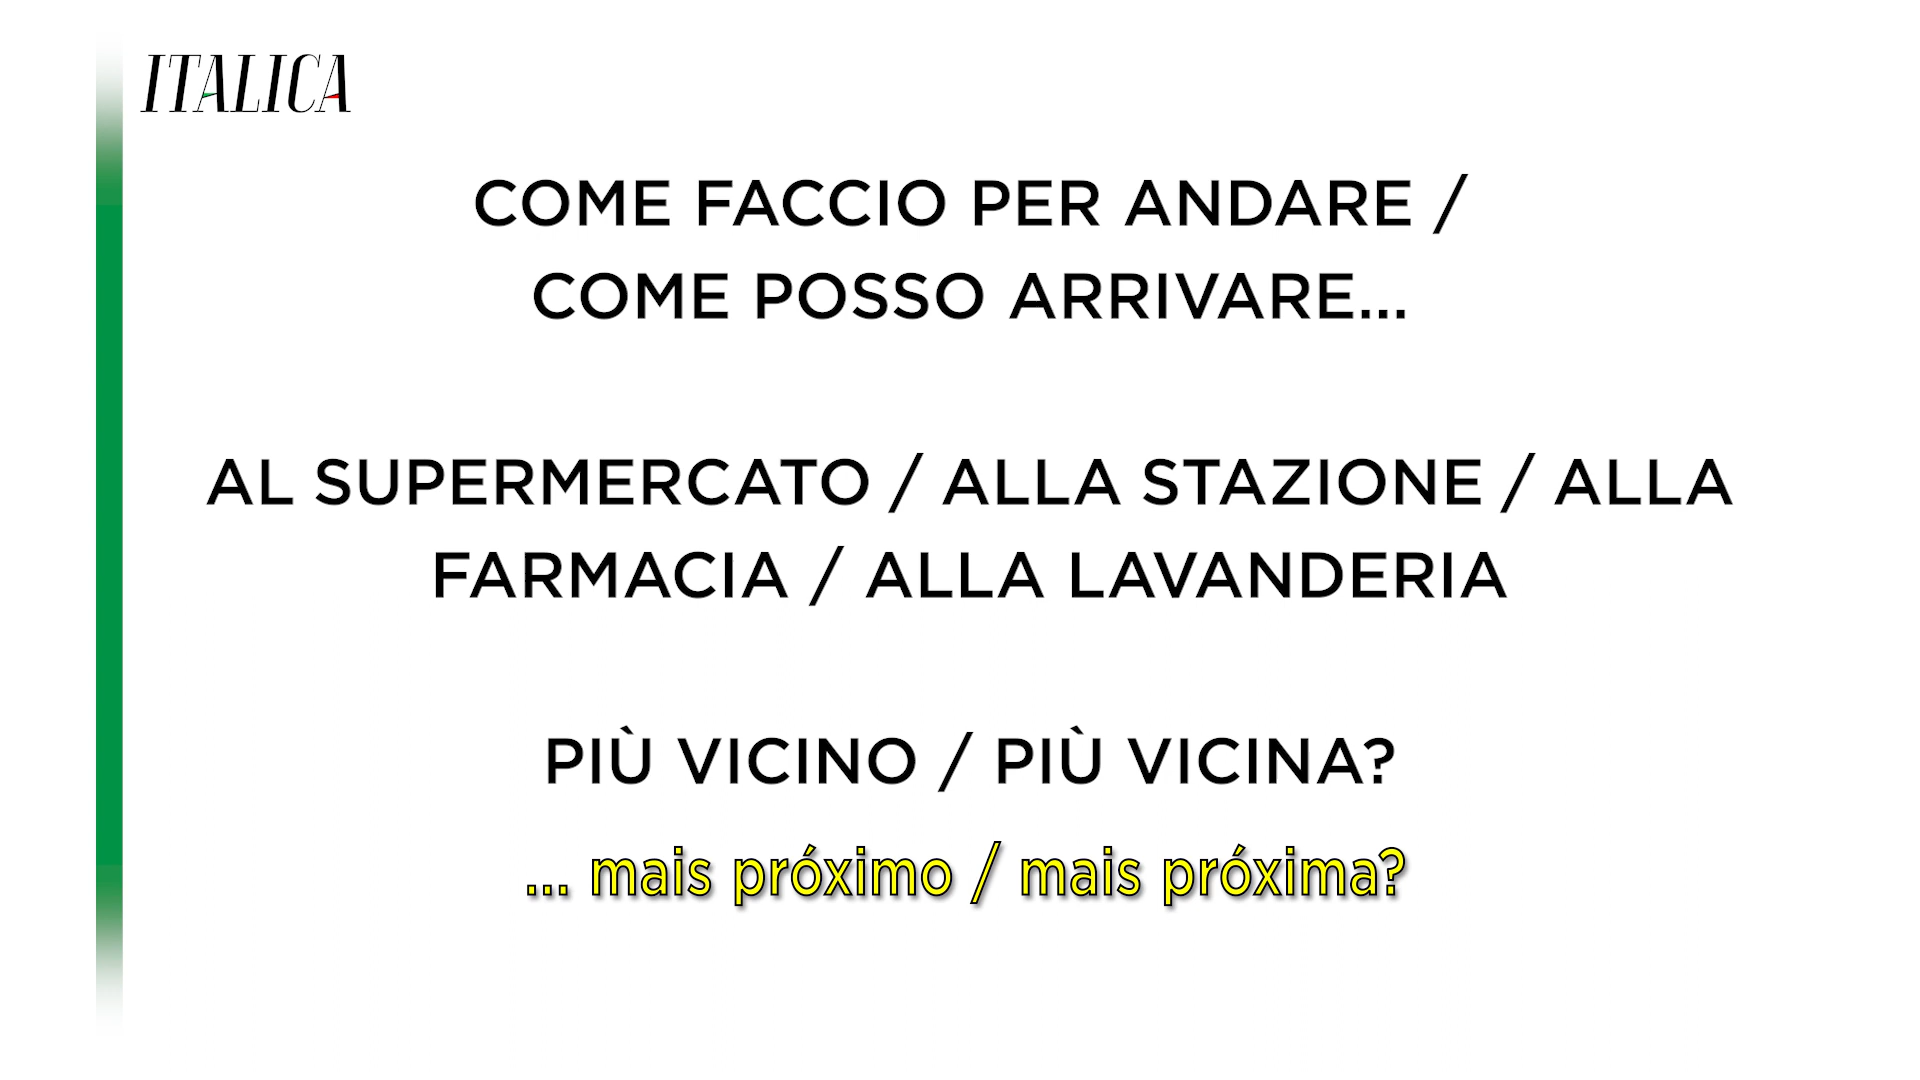 ITALICA
COME FACCIO PER ANDARE /
COME POSSO ARRIVARE...
AL SUPERMERCATO / ALLA STAZIONE / ALLA
FARMACIA / ALLA LAVANDERIA
PIÙ VICINO / PIÙ VICINA?
... mais próximo / mais próxima?